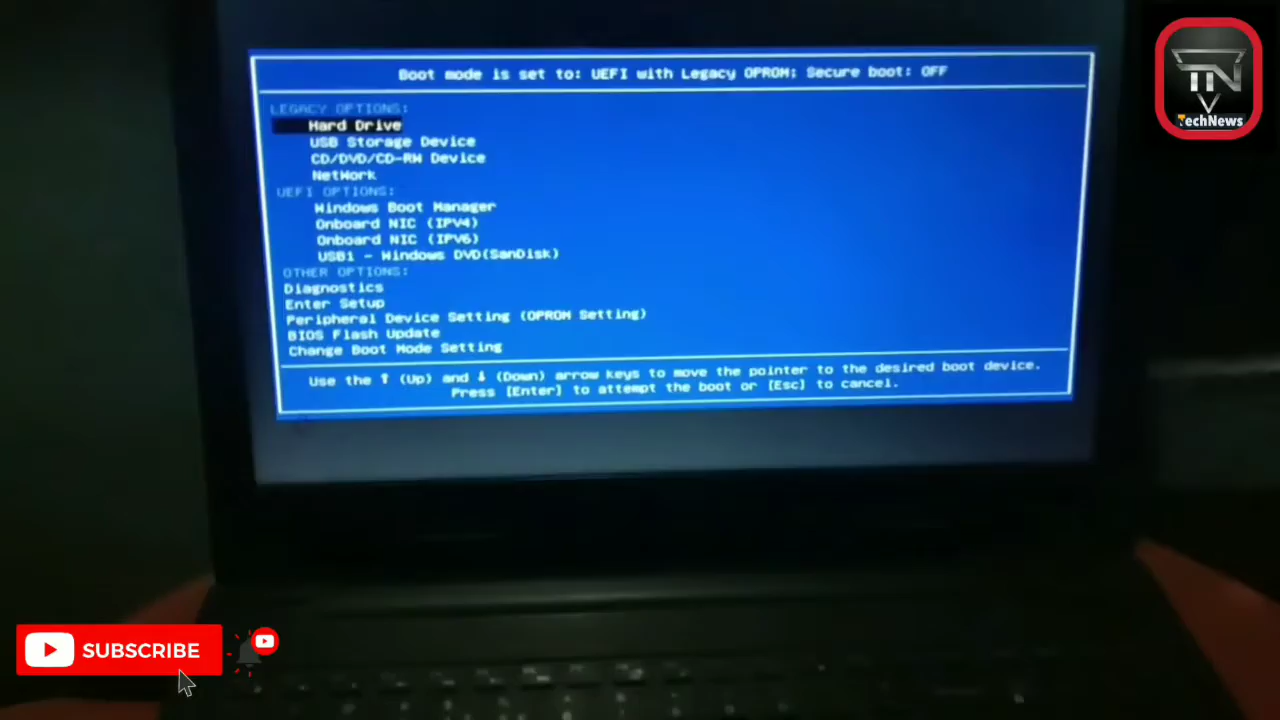 Boot mode is set to: UEFI with Legacy OPROM; Secure boot: OFF
LEGACY OPTIONS:
Hard Drive
USB Storage Device
CD/DVD/CD-RW Device
NetWork
UEFI OPTIONS:
Windows Boot Manager
Onboard NIC (IPV4)
Onboard NIC (IPV6)
USB1 - Windows DVD(SanDisk)
OTHER OPTIONS:
Diagnostics
Enter Setup
Peripheral Device Setting (OPROM Setting)
BIOS Flash Update
Change Boot Mode Setting
Use the ↑ (Up) and ↓ (Down) arrow keys to move the pointer to the desired boot device.
Press [Enter] to attempt the boot or [Esc] to cancel.
TN
TechNews
SUBSCRIBE